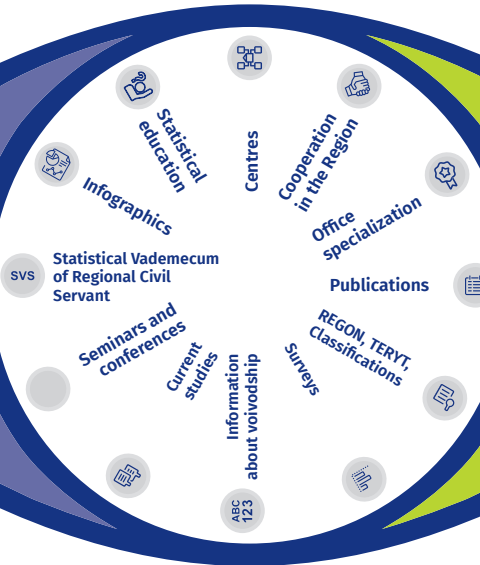 Centres
Cooperation
in the Region
Office
specialization
Publications
REGON, TERYT,
Classifications
Surveys
Information
about voivodship
ABC
123
Current
studies
Seminars and
conferences
SVS
Statistical Vademecum
of Regional Civil
Servant
Infographics
Statistical
education